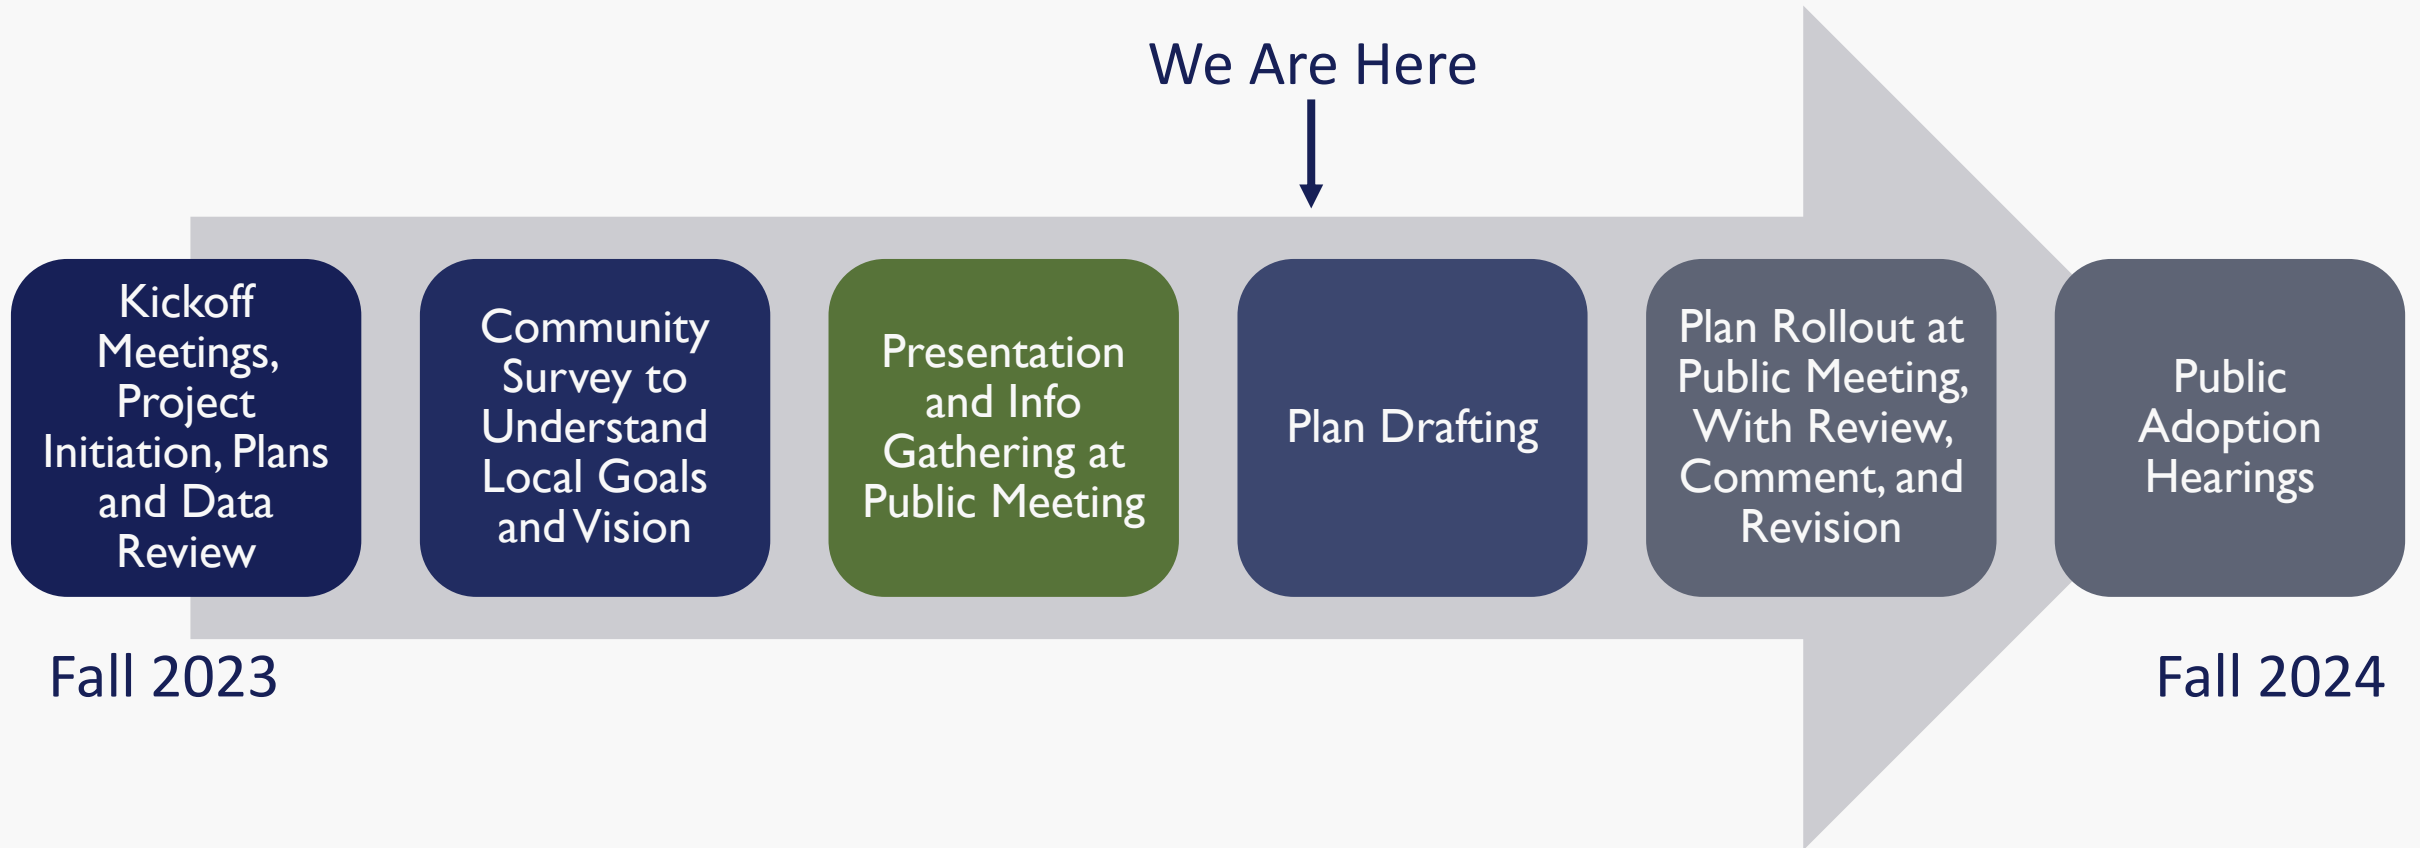 We Are Here
Kickoff
Meetings,
Project
Initiation, Plans
and Data
Review
Community
Survey to
Understand
Local Goals
and Vision
Presentation
and Info
Gathering at
Public Meeting
Plan Drafting
Plan Rollout at
Public Meeting,
With Review,
Comment, and
Revision
Public
Adoption
Hearings
Fall 2023
Fall 2024